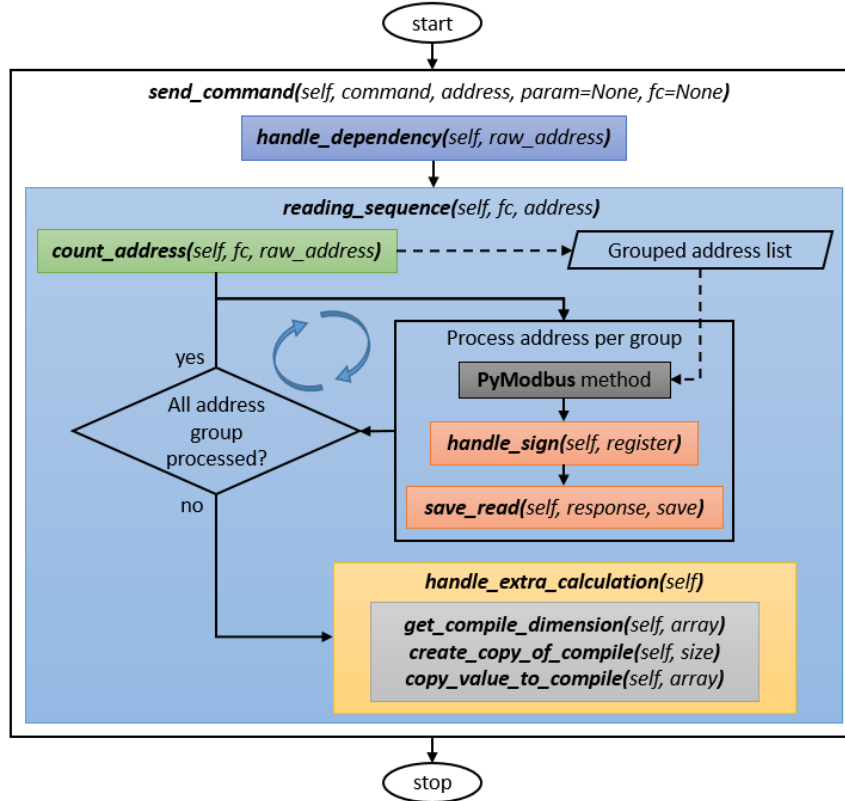 start
send_command(self, command, address, param=None, fc=None)
handle_dependency(self, raw_address)
reading_sequence(self, fc, address)
count_address(self, fc, raw_address)
Grouped address list
Process address per group
yes
PyModbus method
All address
group
processed?
handle_sign(self, register)
save_read(self, response, save)
no
handle_extra_calculation(self)
get_compile_dimension(self, array)
create_copy_of_compile(self, size)
copy_value_to_compile(self, array)
stop